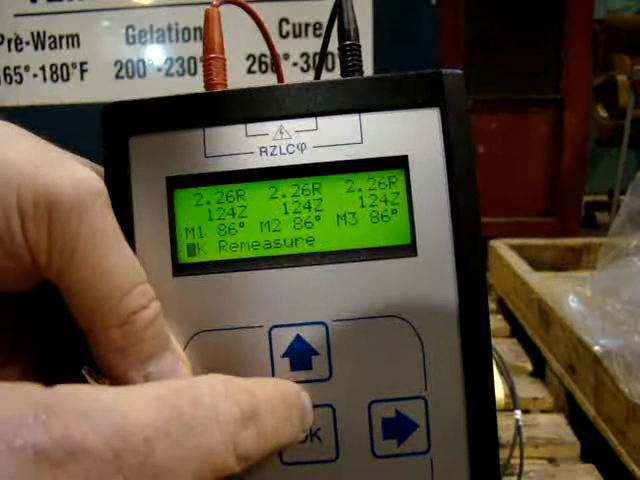 Pre-Warm Gelation Cure
165°-180°F 200°-230° 260°-300°
RZLCφ
2.26R 2.26R 2.26R
124Z 124Z 124Z
M1 86° M2 86° M3 86°
OK Remeasure
OK